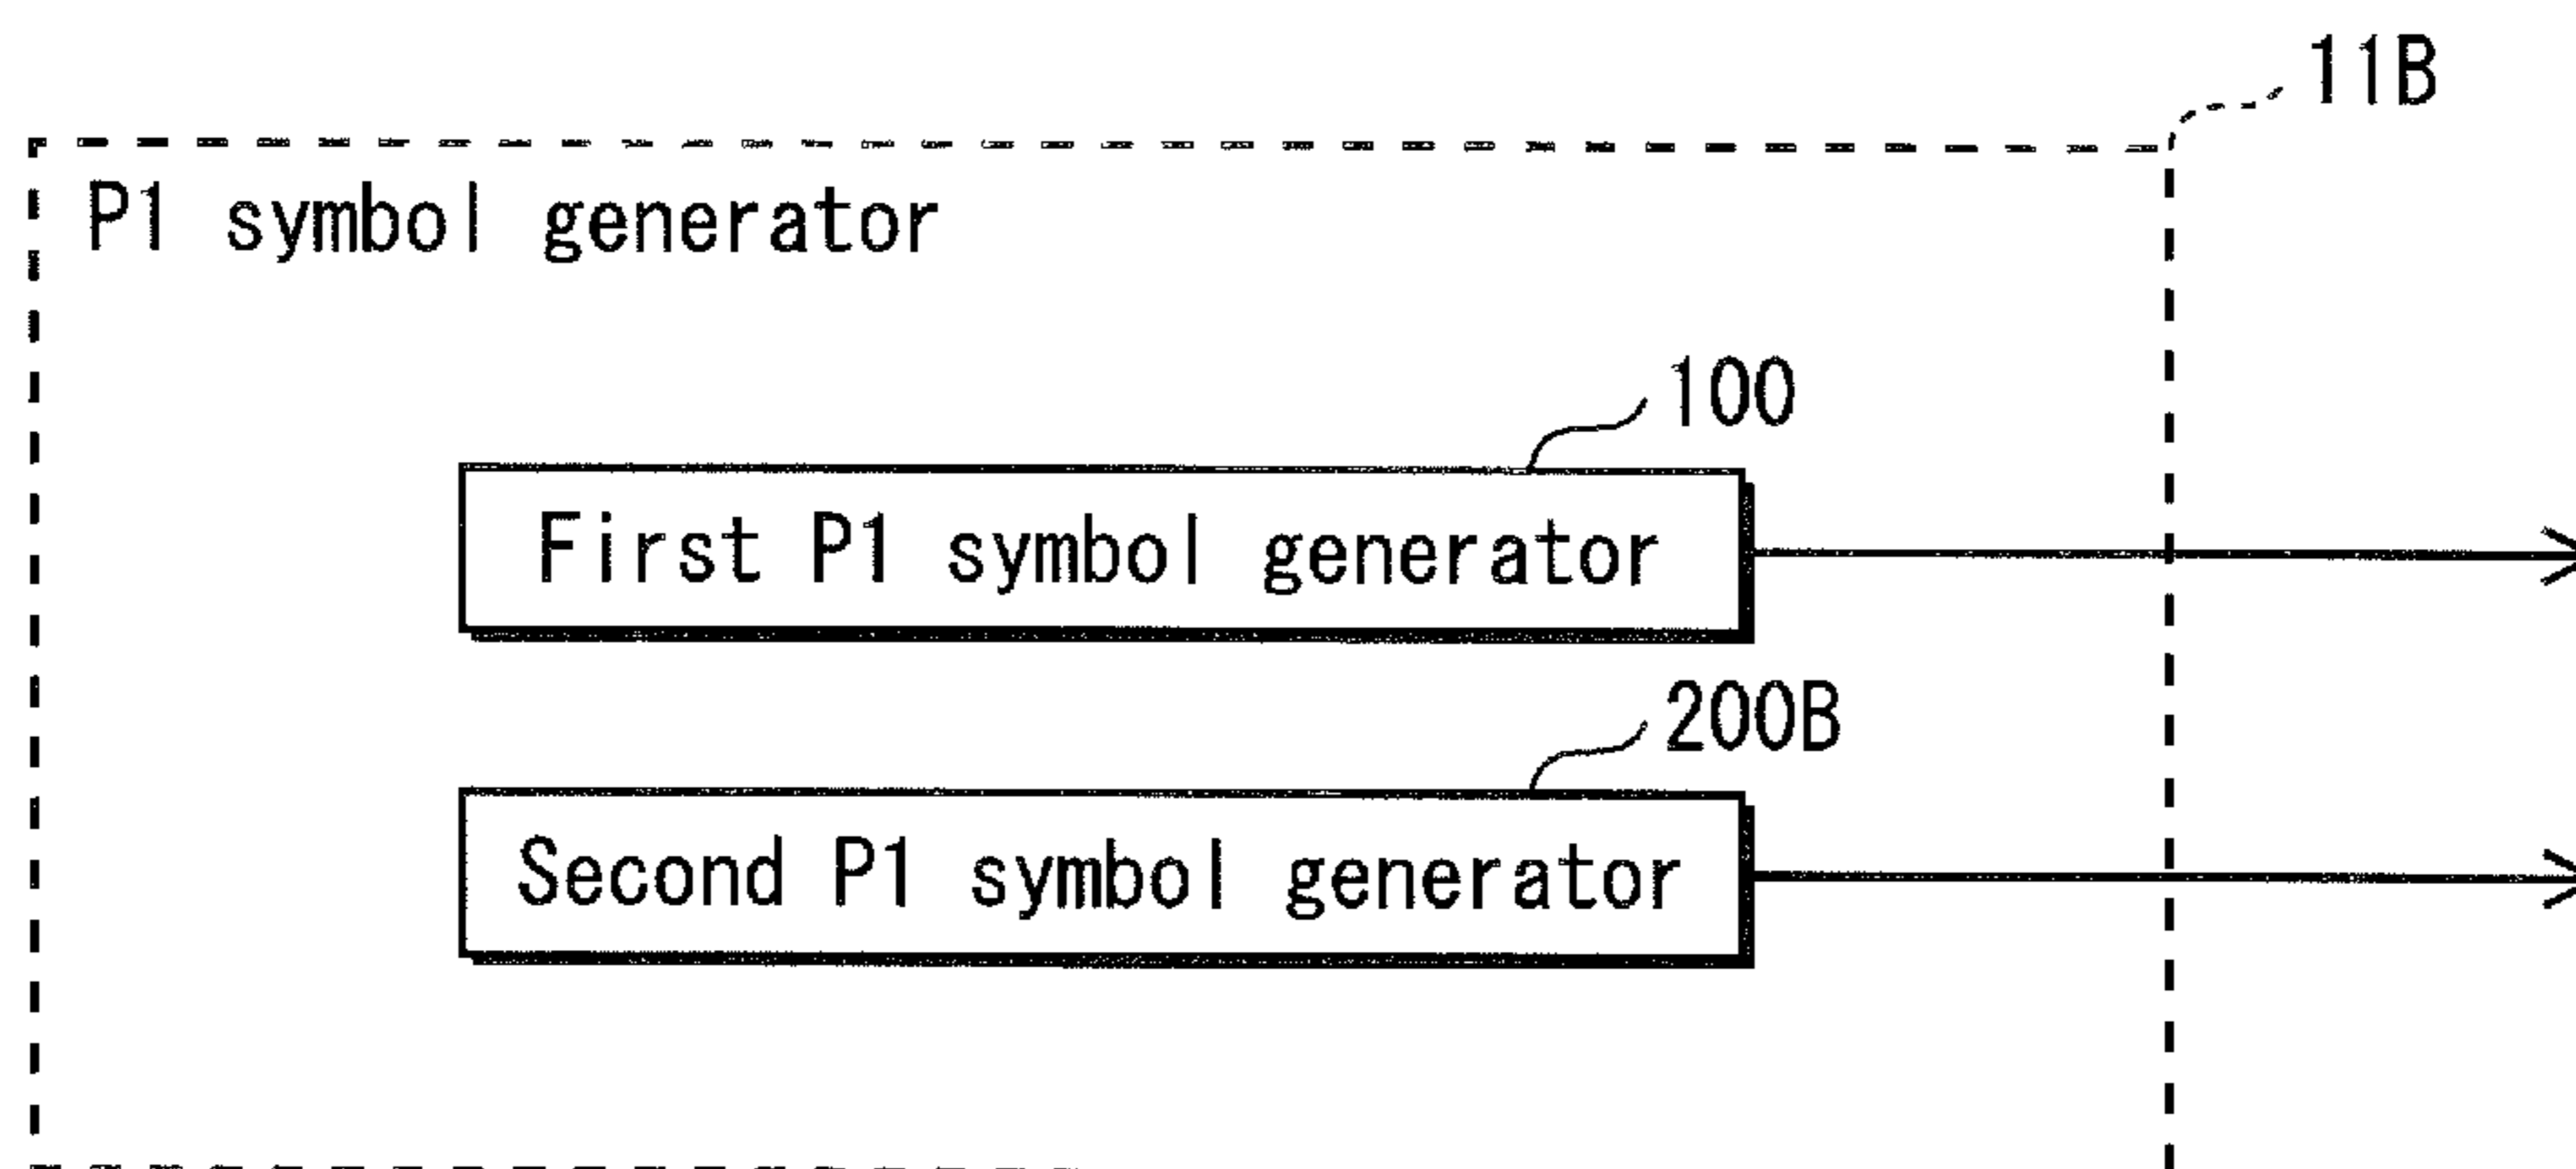 11B
P1 symbol generator
100
First P1 symbol generator
200B
Second P1 symbol generator